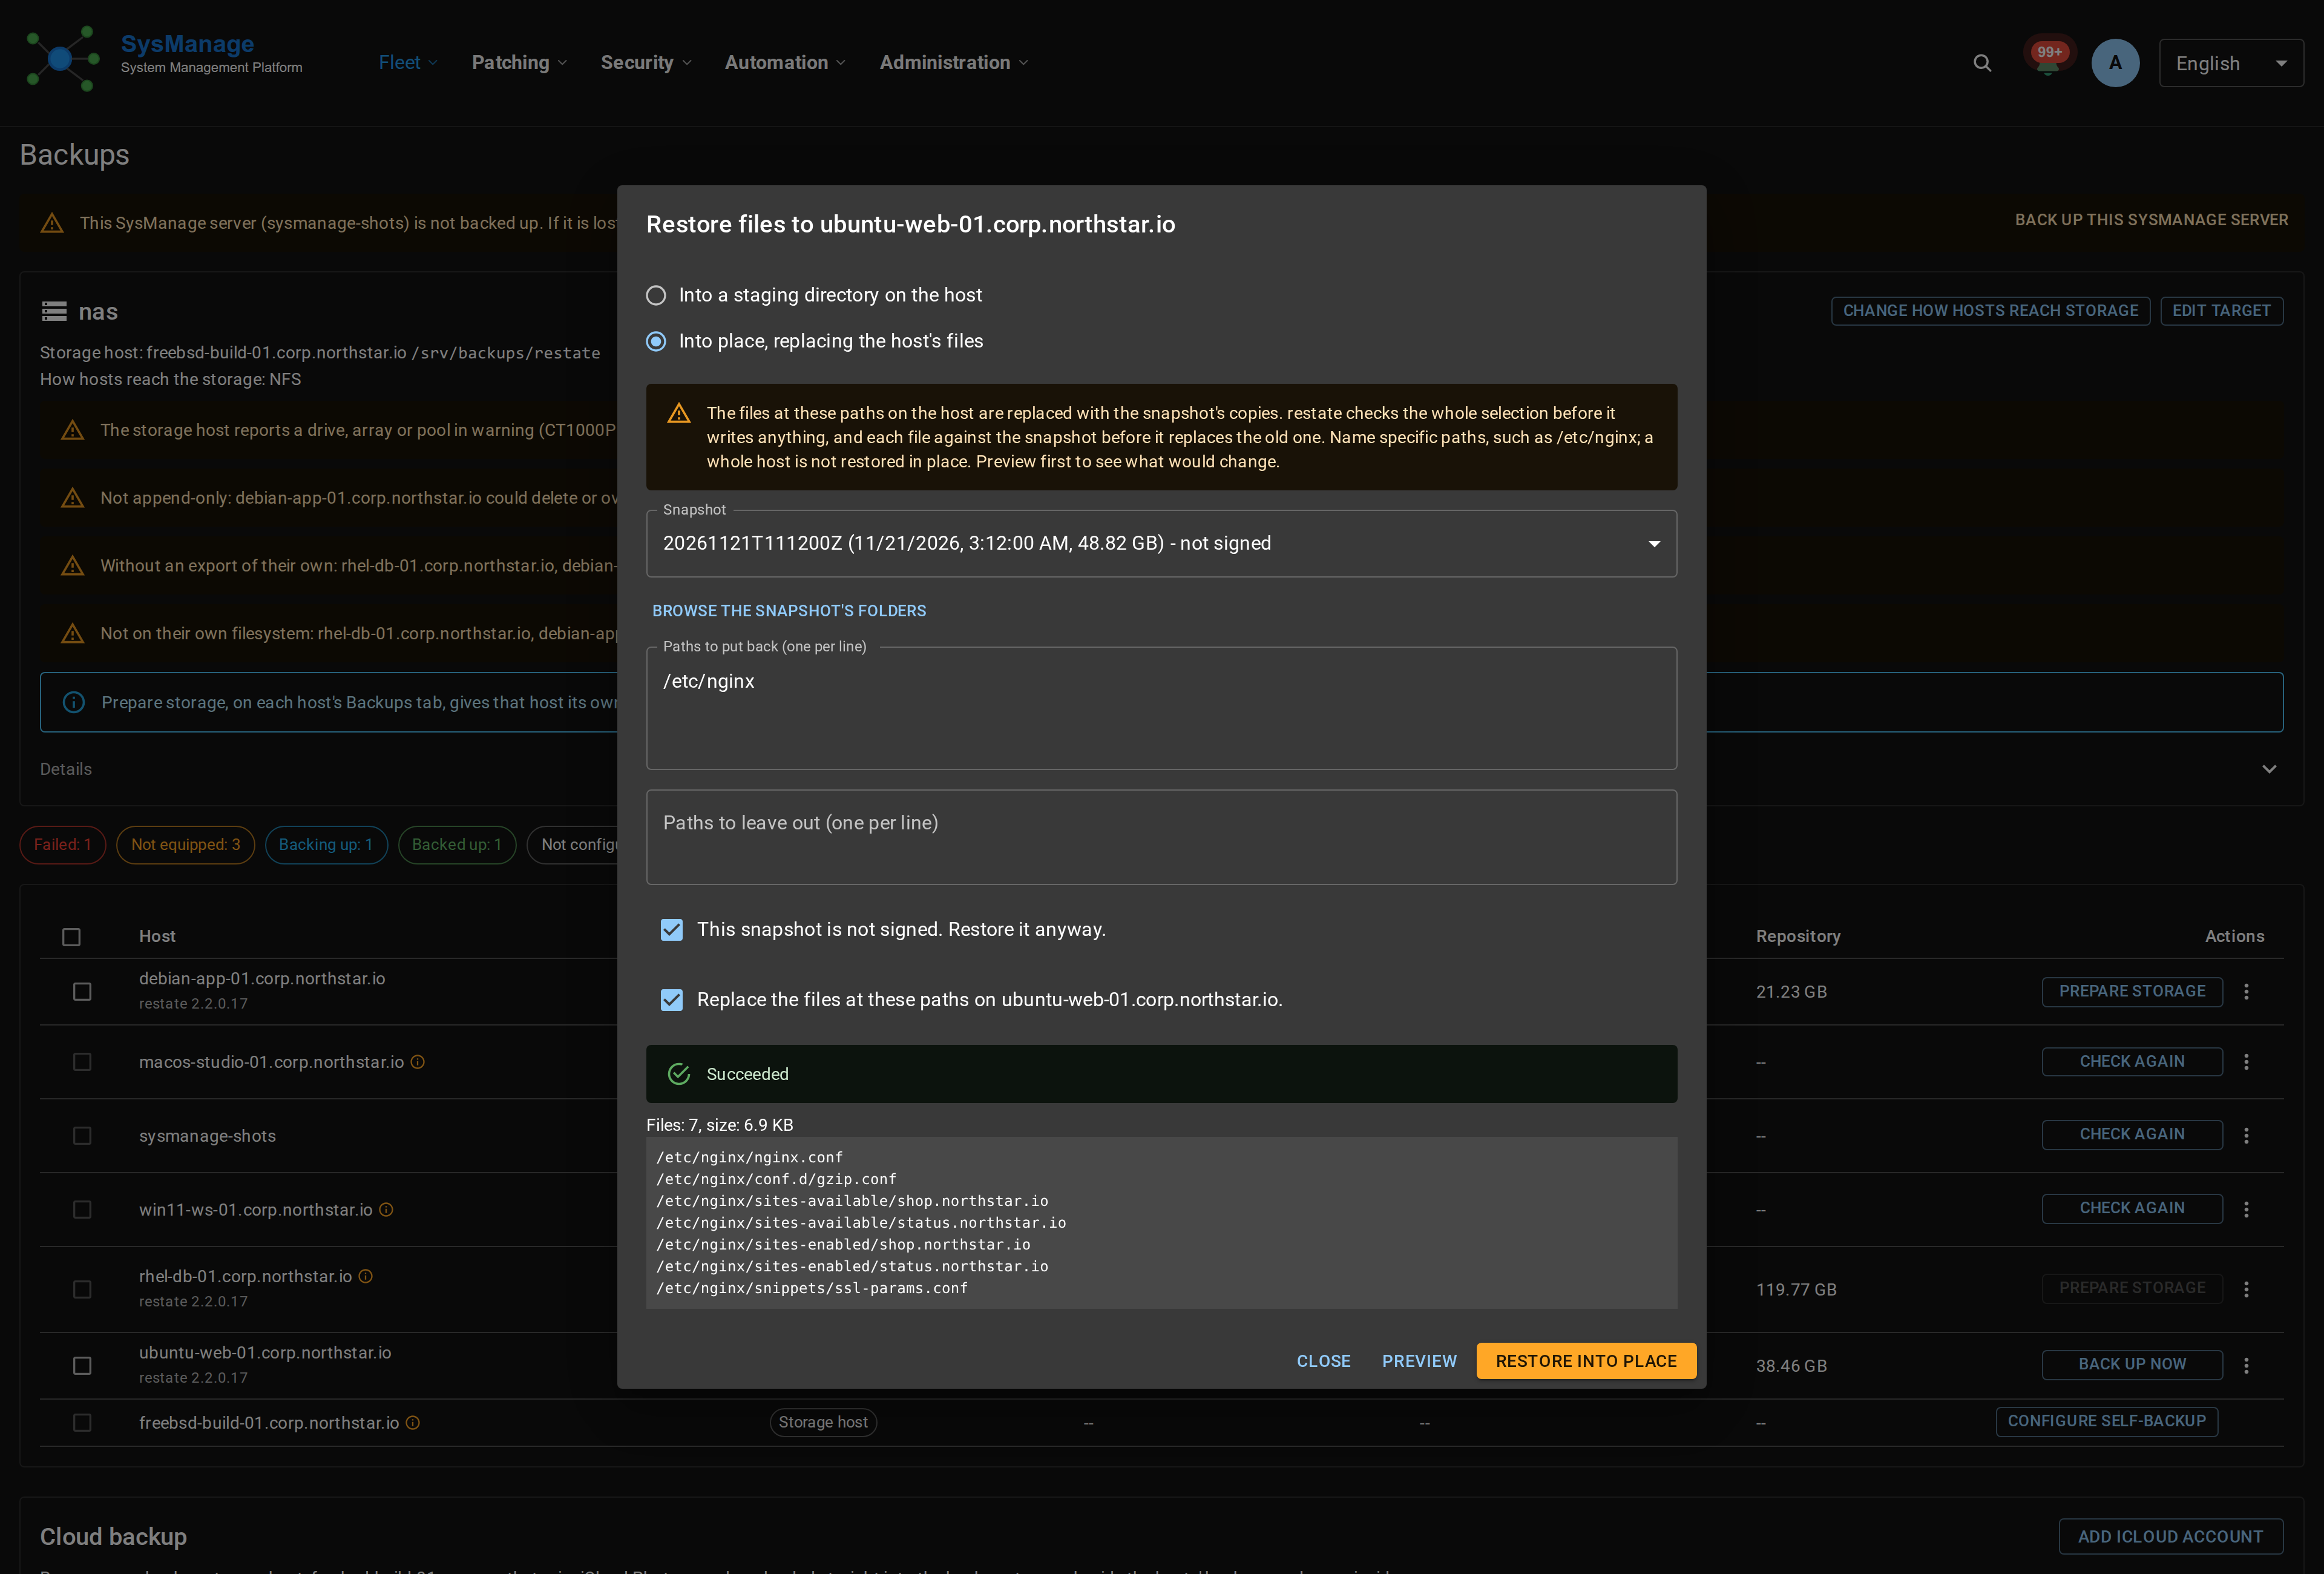 SysManage
System Management Platform
Fleet
Patching
Security
Automation
Administration
99+
A
English
Backups
This SysManage server (sysmanage-shots) is not backed up. If it is lost
BACK UP THIS SYSMANAGE SERVER
nas
CHANGE HOW HOSTS REACH STORAGE
EDIT TARGET
Storage host: freebsd-build-01.corp.northstar.io /srv/backups/restate
How hosts reach the storage: NFS
The storage host reports a drive, array or pool in warning (CT1000P
Not append-only: debian-app-01.corp.northstar.io could delete or ov
Without an export of their own: rhel-db-01.corp.northstar.io, debian-
Not on their own filesystem: rhel-db-01.corp.northstar.io, debian-app
Prepare storage, on each host's Backups tab, gives that host its own
Details
Failed: 1
Not equipped: 3
Backing up: 1
Backed up: 1
Not configu
Host
Repository
Actions
debian-app-01.corp.northstar.io
restate 2.2.0.17
21.23 GB
PREPARE STORAGE
macos-studio-01.corp.northstar.io
--
CHECK AGAIN
sysmanage-shots
--
CHECK AGAIN
win11-ws-01.corp.northstar.io
--
CHECK AGAIN
rhel-db-01.corp.northstar.io
restate 2.2.0.17
119.77 GB
PREPARE STORAGE
ubuntu-web-01.corp.northstar.io
restate 2.2.0.17
38.46 GB
BACK UP NOW
freebsd-build-01.corp.northstar.io
Storage host
--
--
--
CONFIGURE SELF-BACKUP
Cloud backup
ADD ICLOUD ACCOUNT
Restore files to ubuntu-web-01.corp.northstar.io
Into a staging directory on the host
Into place, replacing the host's files
The files at these paths on the host are replaced with the snapshot's copies. restate checks the whole selection before it
writes anything, and each file against the snapshot before it replaces the old one. Name specific paths, such as /etc/nginx; a
whole host is not restored in place. Preview first to see what would change.
Snapshot
20261121T111200Z (11/21/2026, 3:12:00 AM, 48.82 GB) - not signed
BROWSE THE SNAPSHOT'S FOLDERS
Paths to put back (one per line)
/etc/nginx
Paths to leave out (one per line)
This snapshot is not signed. Restore it anyway.
Replace the files at these paths on ubuntu-web-01.corp.northstar.io.
Succeeded
Files: 7, size: 6.9 KB
/etc/nginx/nginx.conf
/etc/nginx/conf.d/gzip.conf
/etc/nginx/sites-available/shop.northstar.io
/etc/nginx/sites-available/status.northstar.io
/etc/nginx/sites-enabled/shop.northstar.io
/etc/nginx/sites-enabled/status.northstar.io
/etc/nginx/snippets/ssl-params.conf
CLOSE
PREVIEW
RESTORE INTO PLACE